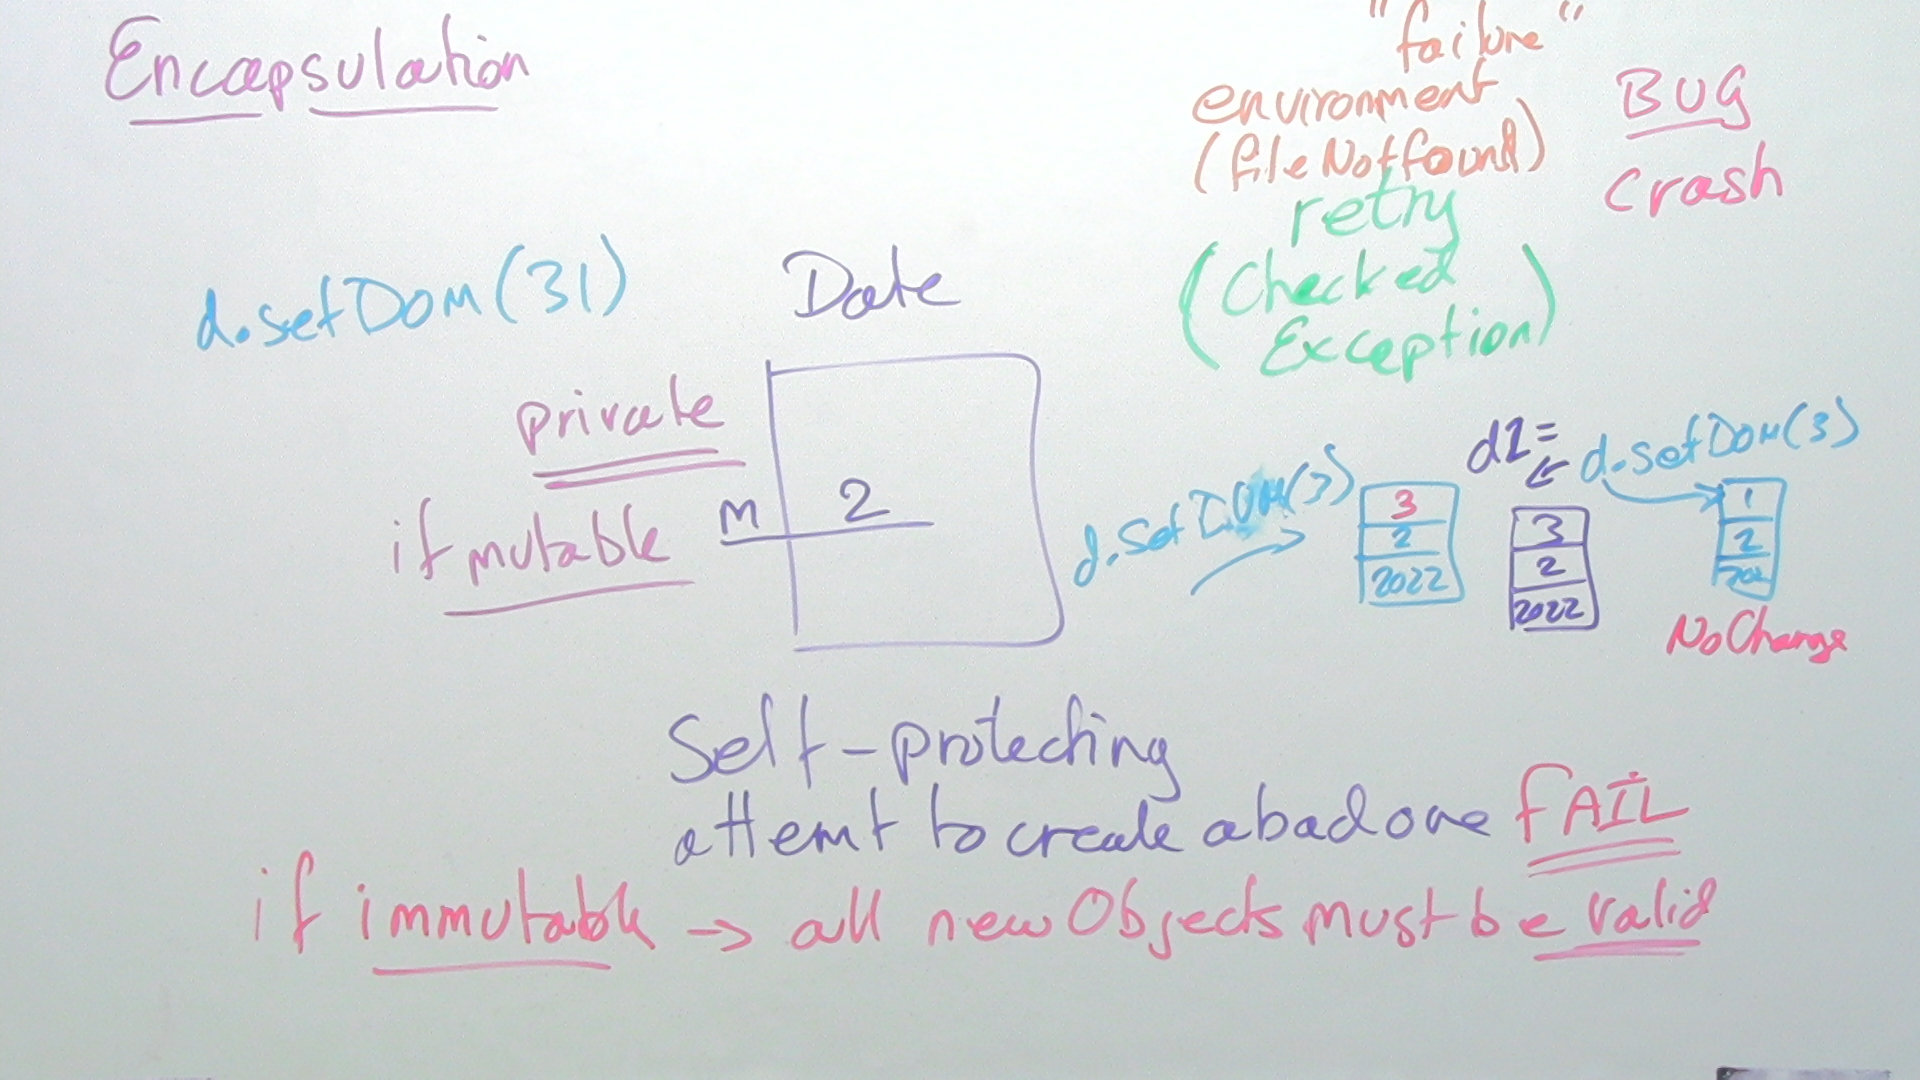 Encapsulation
"failure"
environment
(fileNotfound)
retry
(Checked
Exception)
BUG
crash
d.setDOM(31)
Date
private
if mutable
M 2
d.setDOM(3)
3
2
2022
d2=
3
2
2022
d.setDOM(3)
1
2
202
NoChange
Self-protecting
attemt to create a bad one FAIL
if immutable → all new Objects must be valid